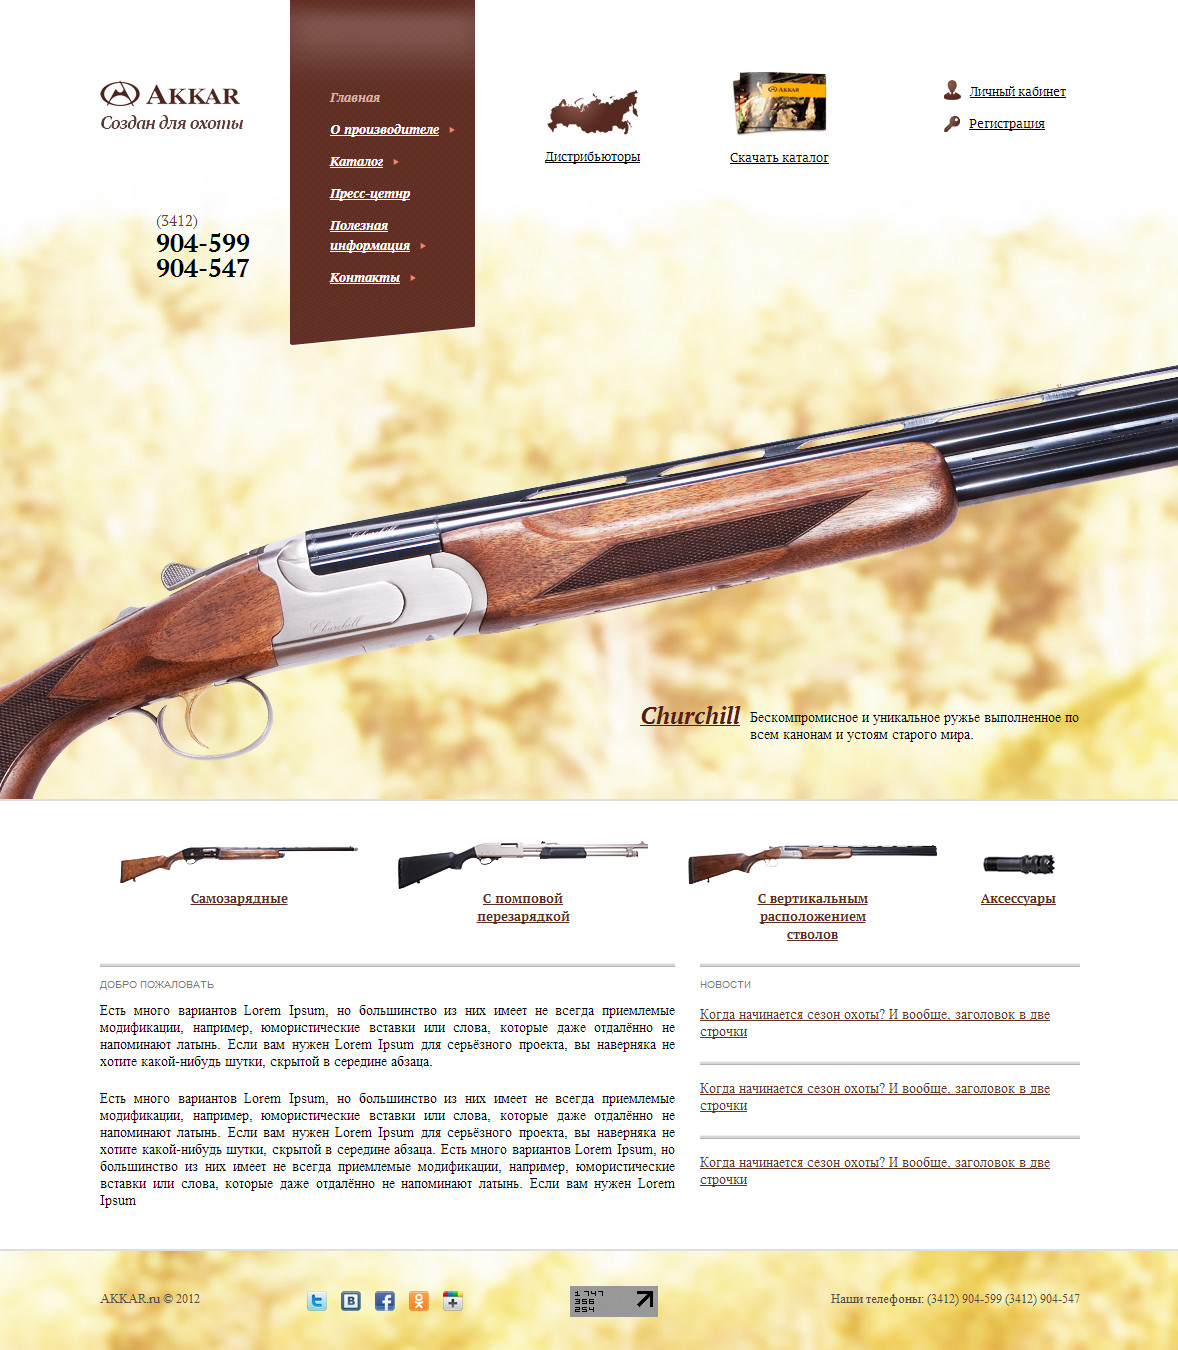 AKKAR
Создан для охоты
(3412)
904-599
904-547
Главная
О производителе
Каталог
Пресс-цетнр
Полезная
информация
Контакты
Дистрибьюторы
AKKAR
Скачать каталог
Личный кабинет
Регистрация
Churchill
Churchill
Churchill
Бескомпромисное и уникальное ружье выполненное по
всем канонам и устоям старого мира.
Самозарядные
С помповой
перезарядкой
С вертикальным
расположением
стволов
Аксессуары
ДОБРО ПОЖАЛОВАТЬ
Есть много вариантов Lorem Ipsum, но большинство из них имеет не всегда приемлемые
модификации, например, юмористические вставки или слова, которые даже отдалённо не
напоминают латынь. Если вам нужен Lorem Ipsum для серьёзного проекта, вы наверняка не
хотите какой-нибудь шутки, скрытой в середине абзаца.
Есть много вариантов Lorem Ipsum, но большинство из них имеет не всегда приемлемые
модификации, например, юмористические вставки или слова, которые даже отдалённо не
напоминают латынь. Если вам нужен Lorem Ipsum для серьёзного проекта, вы наверняка не
хотите какой-нибудь шутки, скрытой в середине абзаца. Есть много вариантов Lorem Ipsum, но
большинство из них имеет не всегда приемлемые модификации, например, юмористические
вставки или слова, которые даже отдалённо не напоминают латынь. Если вам нужен Lorem
Ipsum
НОВОСТИ
Когда начинается сезон охоты? И вообще, заголовок в две
строчки
Когда начинается сезон охоты? И вообще, заголовок в две
строчки
Когда начинается сезон охоты? И вообще, заголовок в две
строчки
AKKAR.ru © 2012
1 747
356
254
Наши телефоны: (3412) 904-599 (3412) 904-547